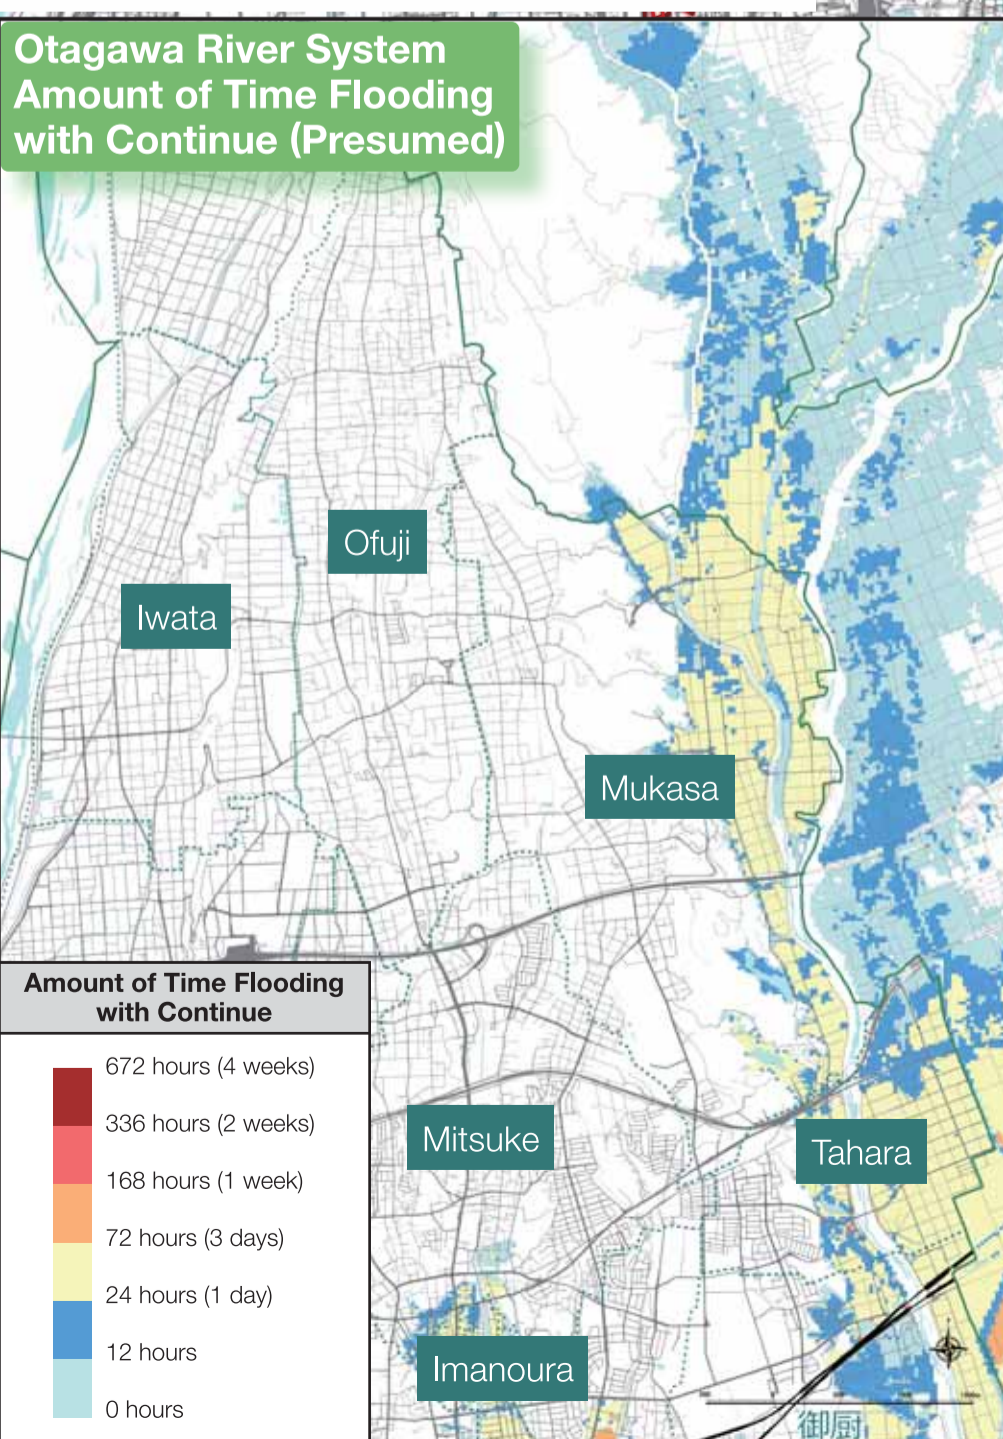 Otagawa River System
Amount of Time Flooding
with Continue (Presumed)
Ofuji
Iwata
Mukasa
Amount of Time Flooding
with Continue
672 hours (4 weeks)
336 hours (2 weeks)
168 hours (1 week)
72 hours (3 days)
24 hours (1 day)
12 hours
0 hours
Mitsuke
Tahara
Imanoura
御厨